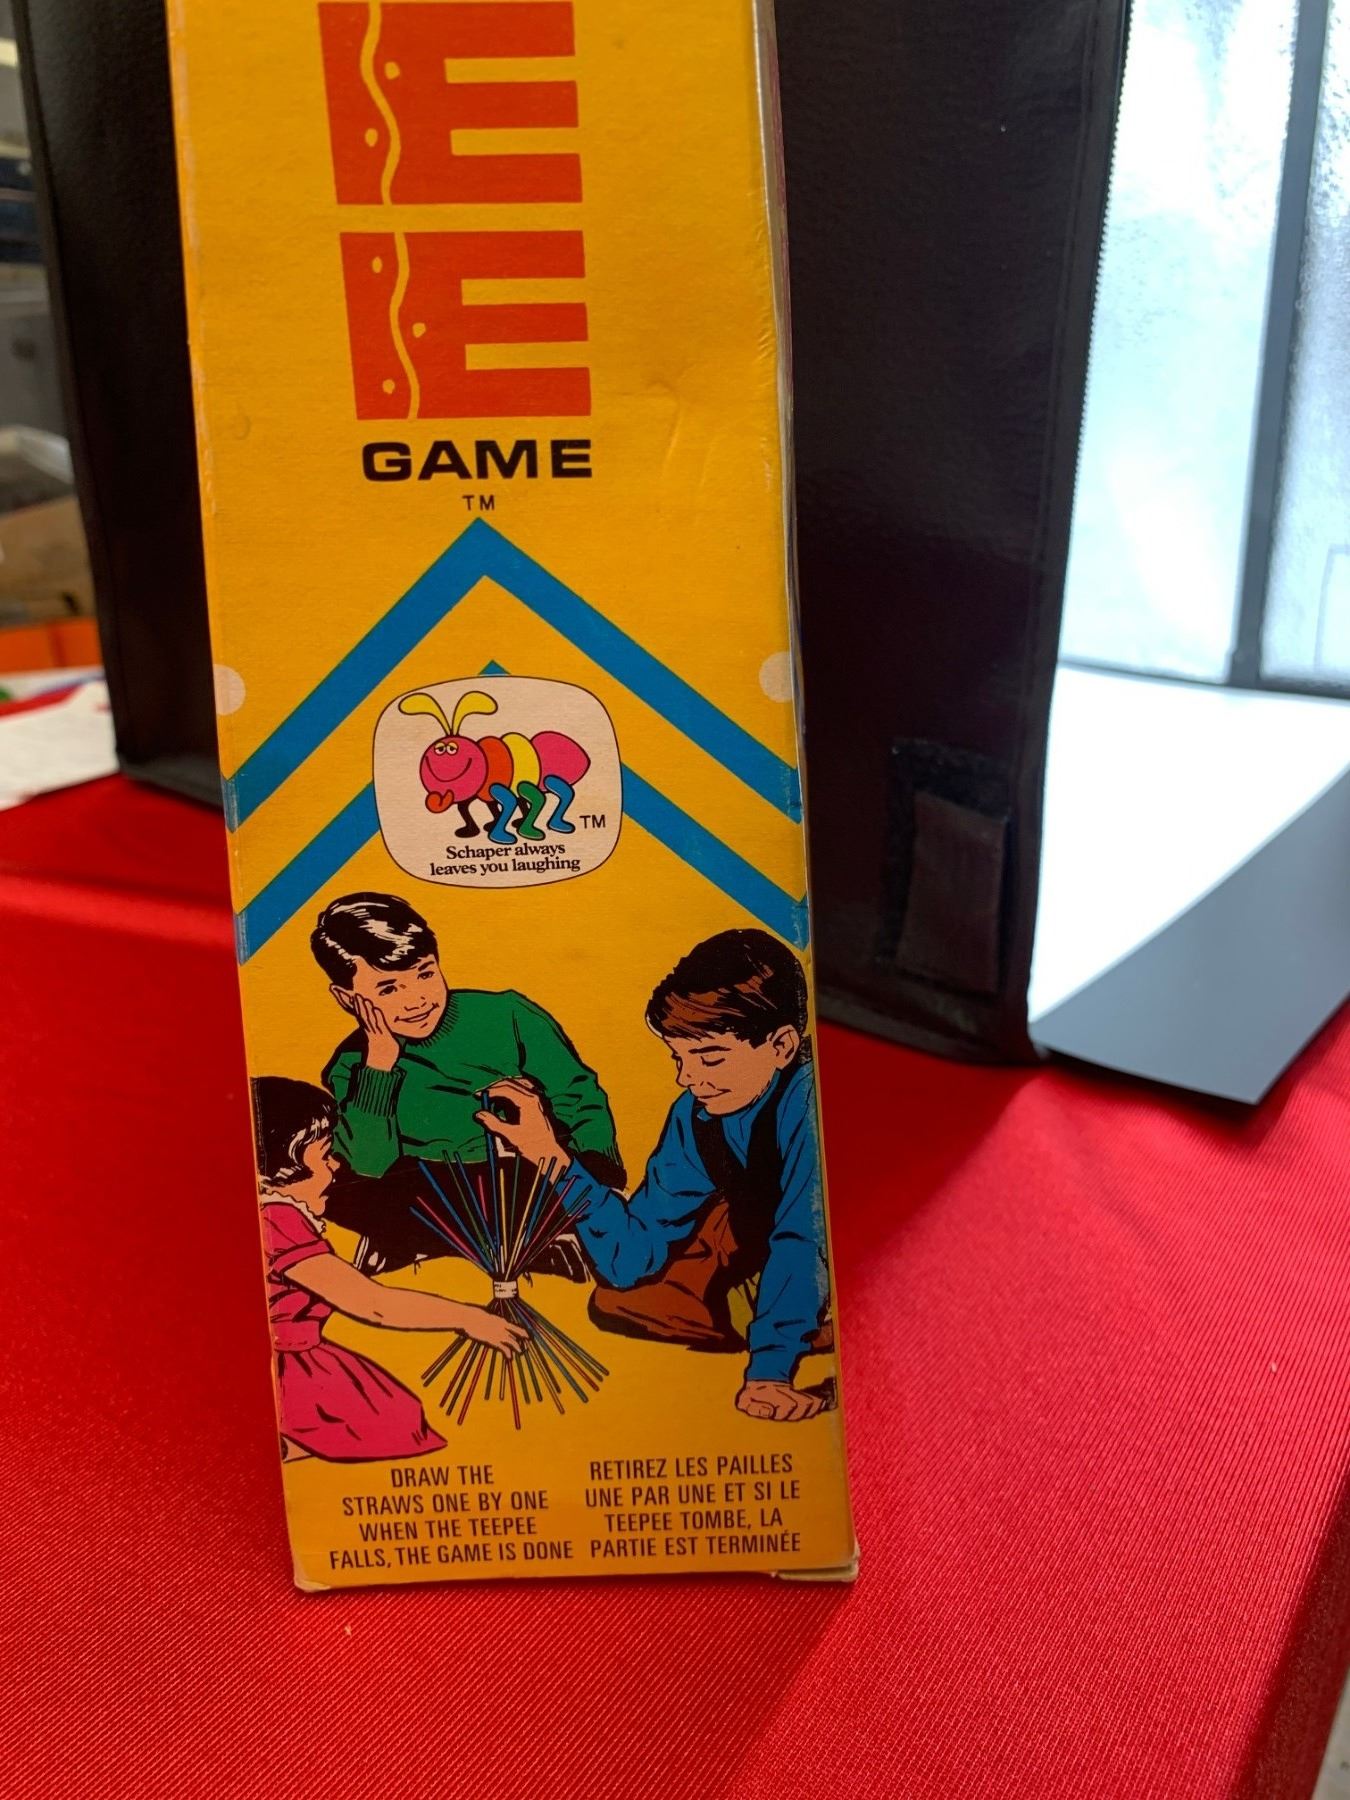 E
E
GAME
TM
TM
Schaper always
leaves you laughing
DRAW THE
STRAWS ONE BY ONE
WHEN THE TEEPEE
FALLS, THE GAME IS DONE
RETIREZ LES PAILLES
UNE PAR UNE ET SI LE
TEEPEE TOMBE, LA
PARTIE EST TERMINÉE